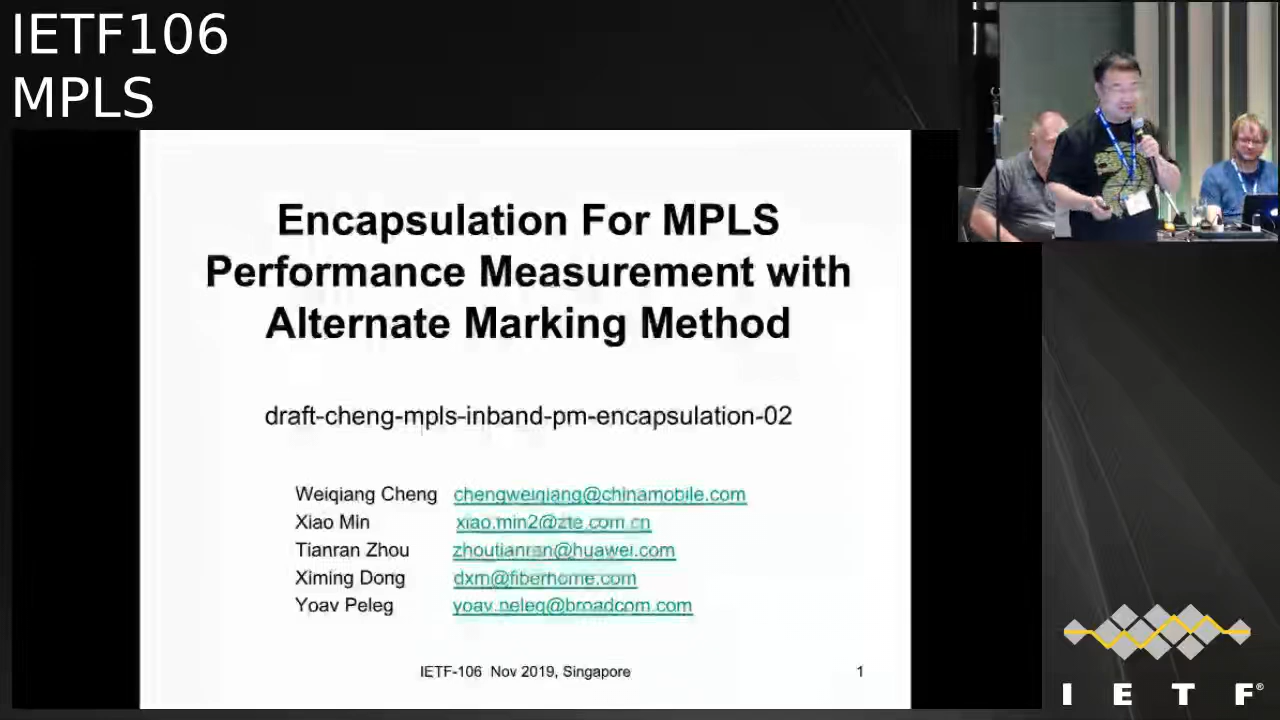 IETF106
MPLS
Encapsulation For MPLS
Performance Measurement with
Alternate Marking Method
draft-cheng-mpls-inband-pm-encapsulation-02
Weiqiang Cheng chengweiqiang@chinamobile.com
Xiao Min xiao.min2@zte.com.cn
Tianran Zhou zhoutianran@huawei.com
Ximing Dong dxm@fiberhome.com
Yoav Peleg yoav.peleg@broadcom.com
IETF-106 Nov 2019, Singapore 1
I E T F®